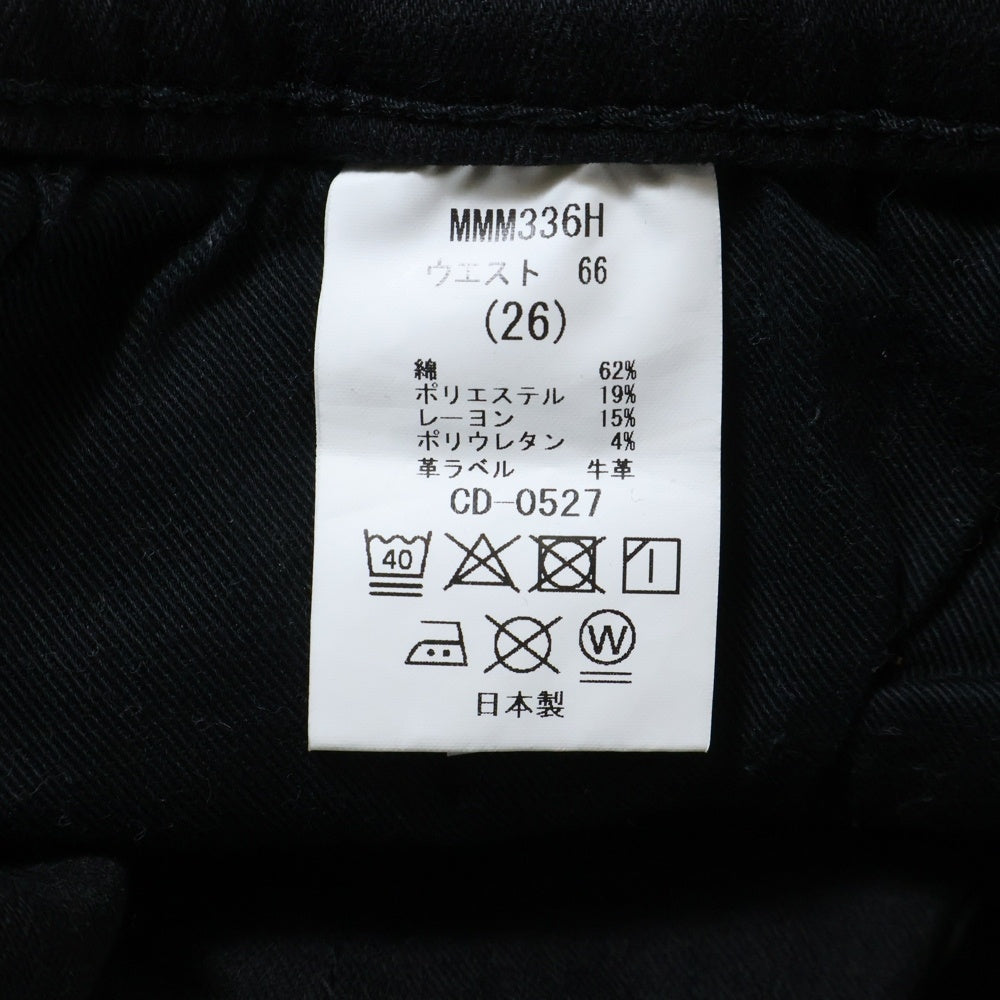 MMM336H
ウエスト 66
(26)
綿 62%
ポリエステル 19%
レーヨン 15%
ポリウレタン 4%
革ラベル 牛革
CD-0527
40
W
日本製